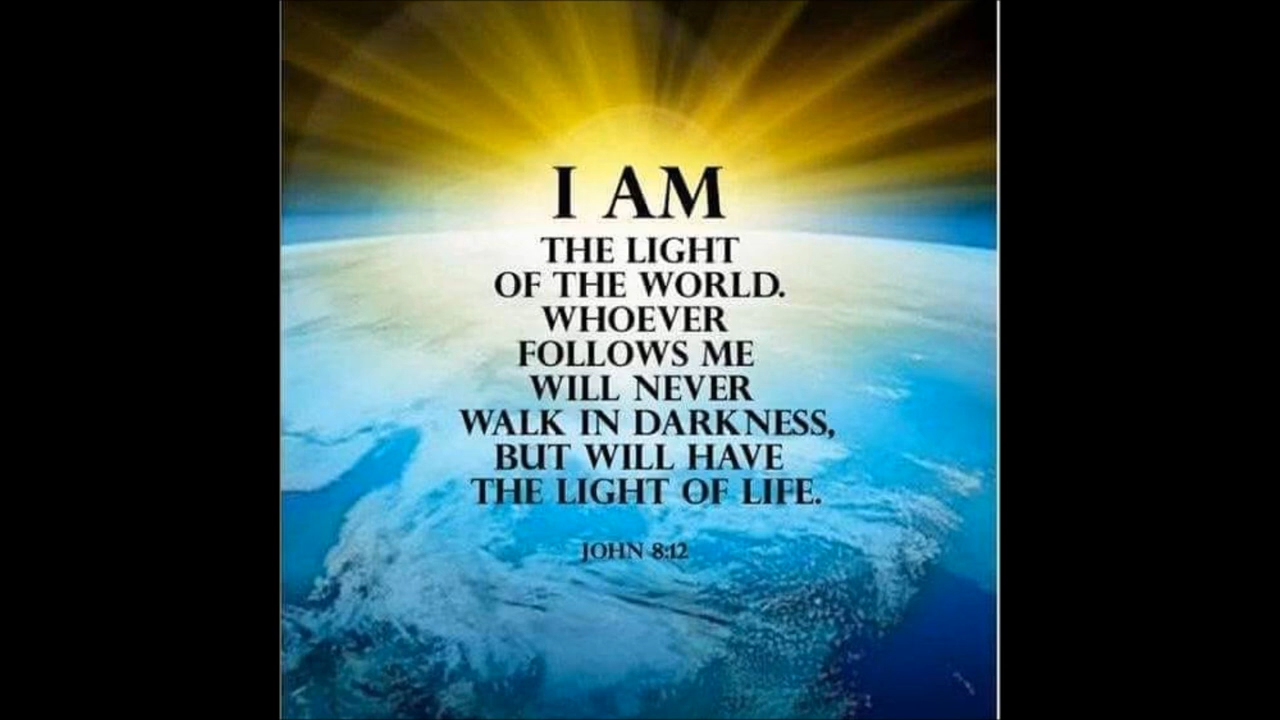 I AM
THE LIGHT
OF THE WORLD.
WHOEVER
FOLLOWS ME
WILL NEVER
WALK IN DARKNESS,
BUT WILL HAVE
THE LIGHT OF LIFE.
JOHN 8:12